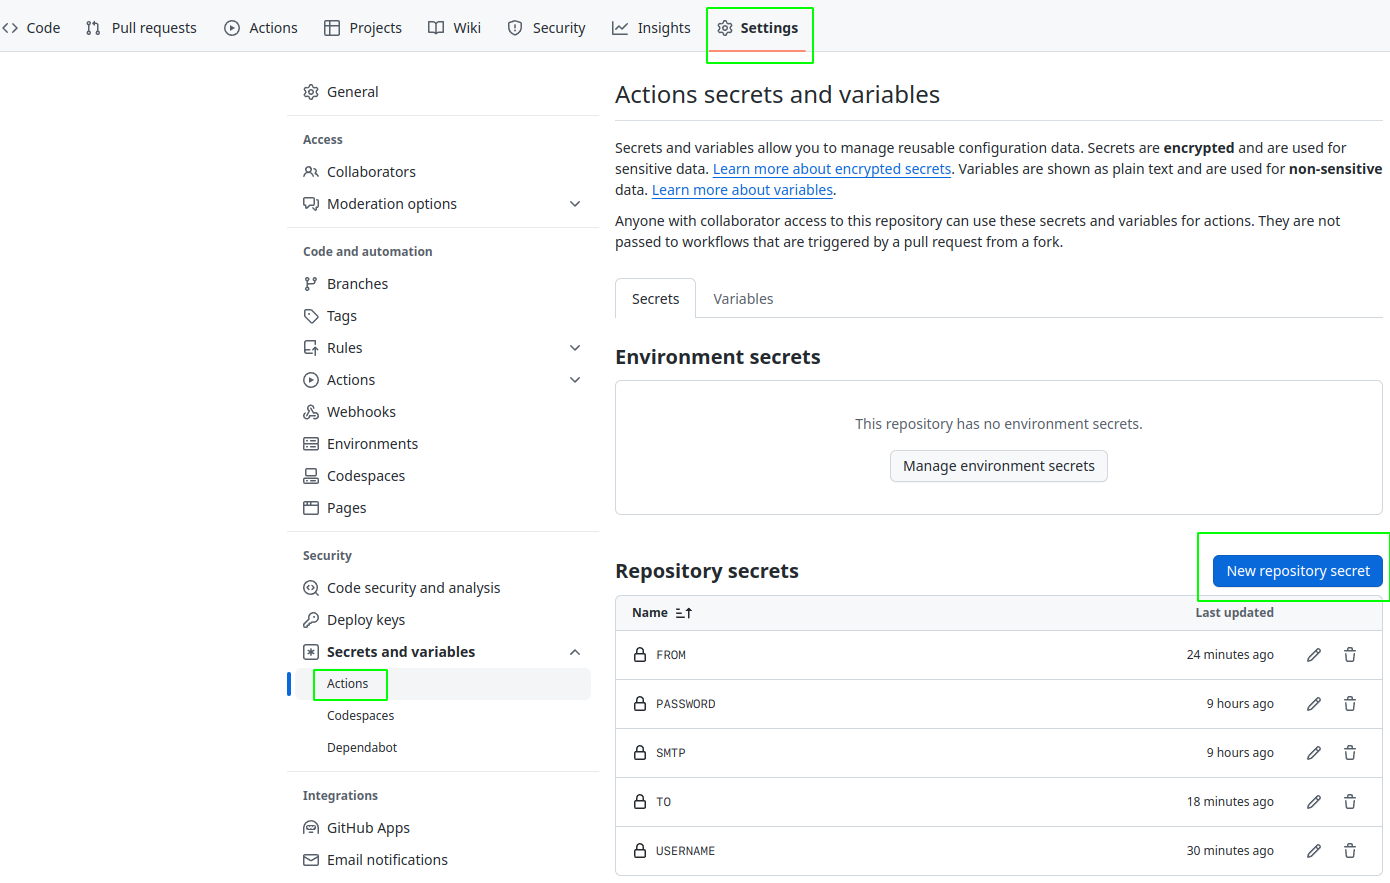 Code Pull requests Actions Projects Wiki Security Insights Settings
General
Access
Collaborators
Moderation options
Code and automation
Branches
Tags
Rules
Actions
Webhooks
Environments
Codespaces
Pages
Security
Code security and analysis
Deploy keys
Secrets and variables
Actions
Codespaces
Dependabot
Integrations
GitHub Apps
Email notifications
Actions secrets and variables
Secrets and variables allow you to manage reusable configuration data. Secrets are encrypted and are used for
sensitive data. Learn more about encrypted secrets. Variables are shown as plain text and are used for non-sensitive
data. Learn more about variables.
Anyone with collaborator access to this repository can use these secrets and variables for actions. They are not
passed to workflows that are triggered by a pull request from a fork.
Secrets Variables
Environment secrets
This repository has no environment secrets.
Manage environment secrets
Repository secrets New repository secret
Name Last updated
FROM 24 minutes ago
PASSWORD 9 hours ago
SMTP 9 hours ago
TO 18 minutes ago
USERNAME 30 minutes ago